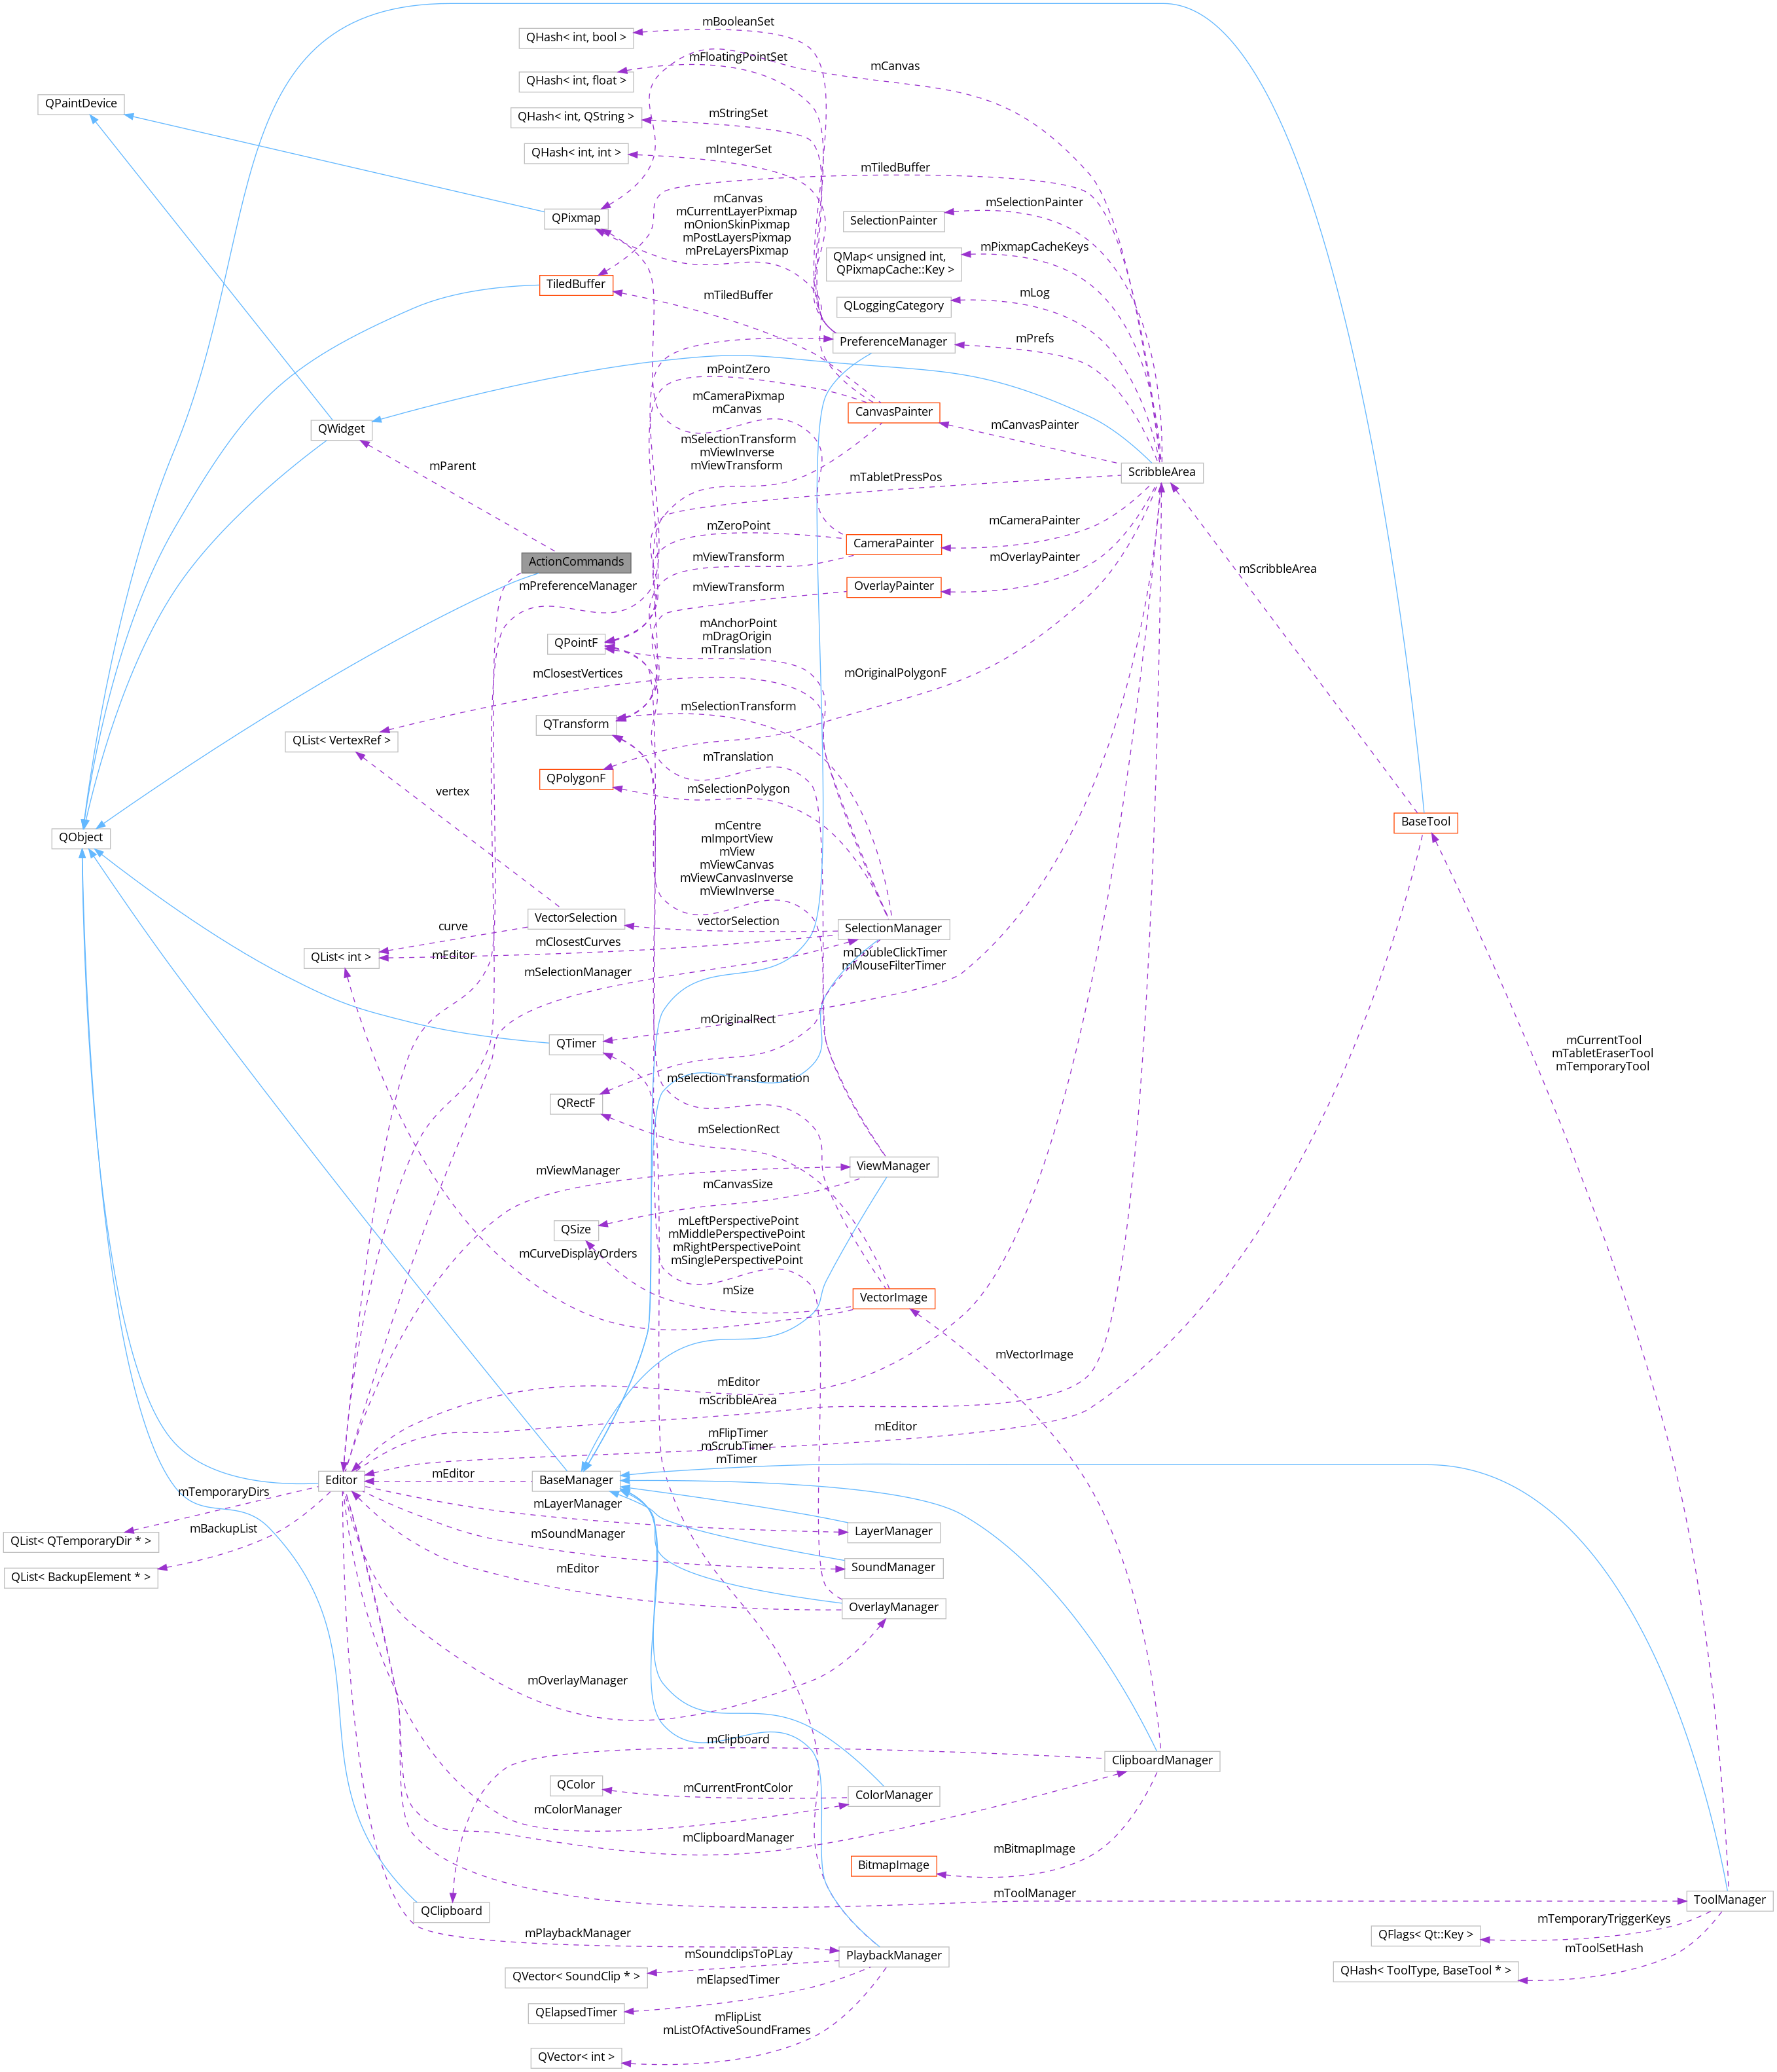 mBooleanSet
QHash< int, bool >
mFloatingPointSet
mCanvas
QHash< int, float >
QPaintDevice
mStringSet
QHash< int, QString >
mIntegerSet
QHash< int, int >
mTiledBuffer
mCanvas
mCurrentLayerPixmap
mOnionSkinPixmap
mPostLayersPixmap
mPreLayersPixmap
QPixmap
SelectionPainter
mSelectionPainter
QMap< unsigned int,
QPixmapCache::Key >
mPixmapCacheKeys
TiledBuffer
mTiledBuffer
QLoggingCategory
mLog
PreferenceManager
mPrefs
mPointZero
mCameraPixmap
mCanvas
CanvasPainter
mCanvasPainter
QWidget
mSelectionTransform
mViewInverse
mViewTransform
mParent
mTabletPressPos
ScribbleArea
mZeroPoint
CameraPainter
mCameraPainter
ActionCommands
mViewTransform
mOverlayPainter
mScribbleArea
mPreferenceManager
mViewTransform
OverlayPainter
QPointF
mAnchorPoint
mDragOrigin
mTranslation
mClosestVertices
mOriginalPolygonF
QTransform
mSelectionTransform
QList< VertexRef >
mTranslation
QPolygonF
mSelectionPolygon
vertex
QObject
BaseTool
mCentre
mImportView
mView
mViewCanvas
mViewCanvasInverse
mViewInverse
VectorSelection
vectorSelection
SelectionManager
curve
mClosestCurves
QList< int >
mEditor
mDoubleClickTimer
mMouseFilterTimer
mSelectionManager
mOriginalRect
QTimer
mCurrentTool
mTabletEraserTool
mTemporaryTool
mSelectionTransformation
QRectF
mSelectionRect
mViewManager
ViewManager
mCanvasSize
QSize
mLeftPerspectivePoint
mMiddlePerspectivePoint
mRightPerspectivePoint
mSinglePerspectivePoint
mCurveDisplayOrders
mSize
VectorImage
mVectorImage
mEditor
mScribbleArea
mEditor
mFlipTimer
mScrubTimer
mTimer
Editor
mEditor
BaseManager
mTemporaryDirs
mLayerManager
LayerManager
QList< QTemporaryDir * >
mBackupList
mSoundManager
SoundManager
QList< BackupElement * >
mEditor
OverlayManager
mOverlayManager
mClipboard
ClipboardManager
QColor
mCurrentFrontColor
ColorManager
mColorManager
mClipboardManager
BitmapImage
mBitmapImage
mToolManager
ToolManager
QClipboard
mTemporaryTriggerKeys
QFlags< Qt::Key >
mPlaybackManager
PlaybackManager
mToolSetHash
QHash< ToolType, BaseTool * >
mSoundclipsToPLay
QVector< SoundClip * >
mElapsedTimer
QElapsedTimer
mFlipList
mListOfActiveSoundFrames
QVector< int >